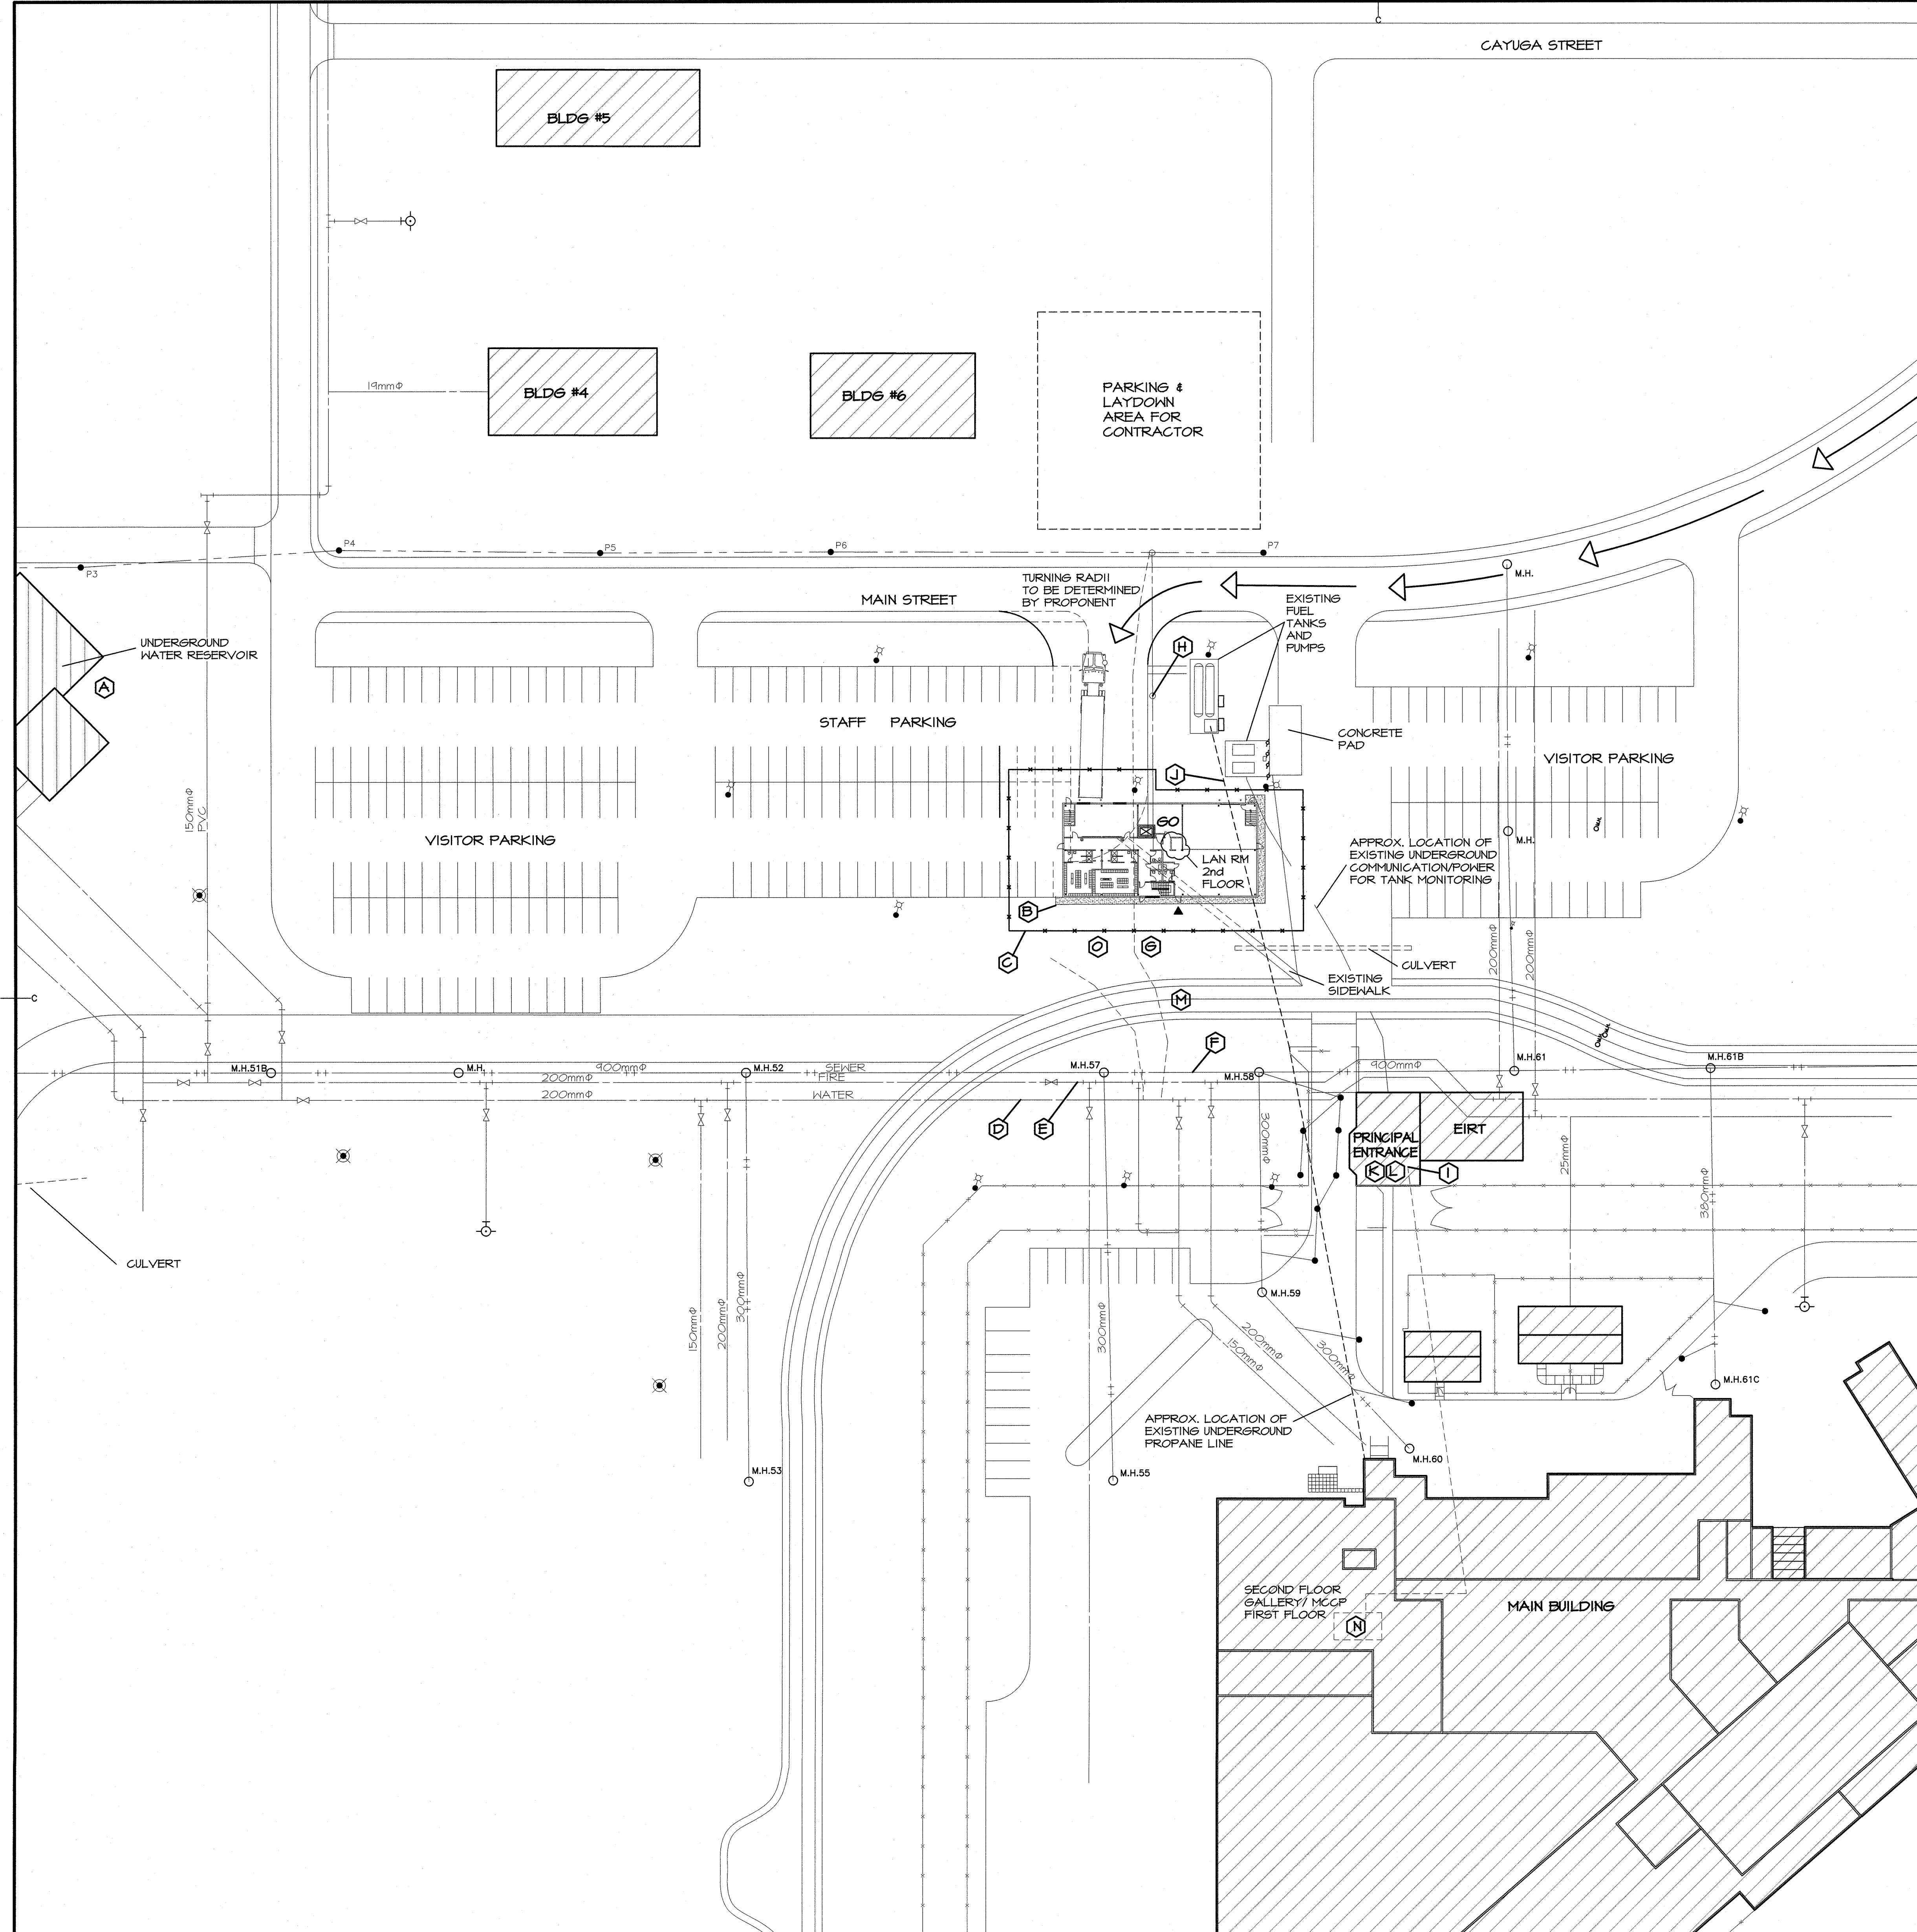 C
CAYUGA STREET
BLDG #5
19mmΦ
BLDG #4
BLDG #6
PARKING &
LAYDOWN
AREA FOR
CONTRACTOR
P3
P4
P5
P6
P7
M.H.
MAIN STREET
TURNING RADII
TO BE DETERMINED
BY PROPONENT
EXISTING
FUEL
TANKS
AND
PUMPS
UNDERGROUND
WATER RESERVOIR
A
H
STAFF PARKING
CONCRETE
PAD
VISITOR PARKING
J
150mmΦ
PVC
VISITOR PARKING
GO
LAN RM
2nd
FLOOR
M.H.
APPROX. LOCATION OF
EXISTING UNDERGROUND
COMMUNICATION/POWER
FOR TANK MONITORING
B
C
O
G
200mmΦ
200mmΦ
CULVERT
EXISTING
SIDEWALK
C
M
F
M.H.51B
M.H.
900mmΦ
200mmΦ
200mmΦ
M.H.52
SEWER
FIRE
WATER
M.H.57
M.H.58
900mmΦ
M.H.61
M.H.61B
D
E
300mmΦ
PRINCIPAL
ENTRANCE
EIRT
K
L
I
25mmΦ
380mmΦ
CULVERT
150mmΦ
200mmΦ
300mmΦ
300mmΦ
M.H.59
200mmΦ
150mmΦ
300mmΦ
M.H.61C
APPROX. LOCATION OF
EXISTING UNDERGROUND
PROPANE LINE
M.H.53
M.H.55
M.H.60
SECOND FLOOR
GALLERY/ MCCP
FIRST FLOOR
N
MAIN BUILDING